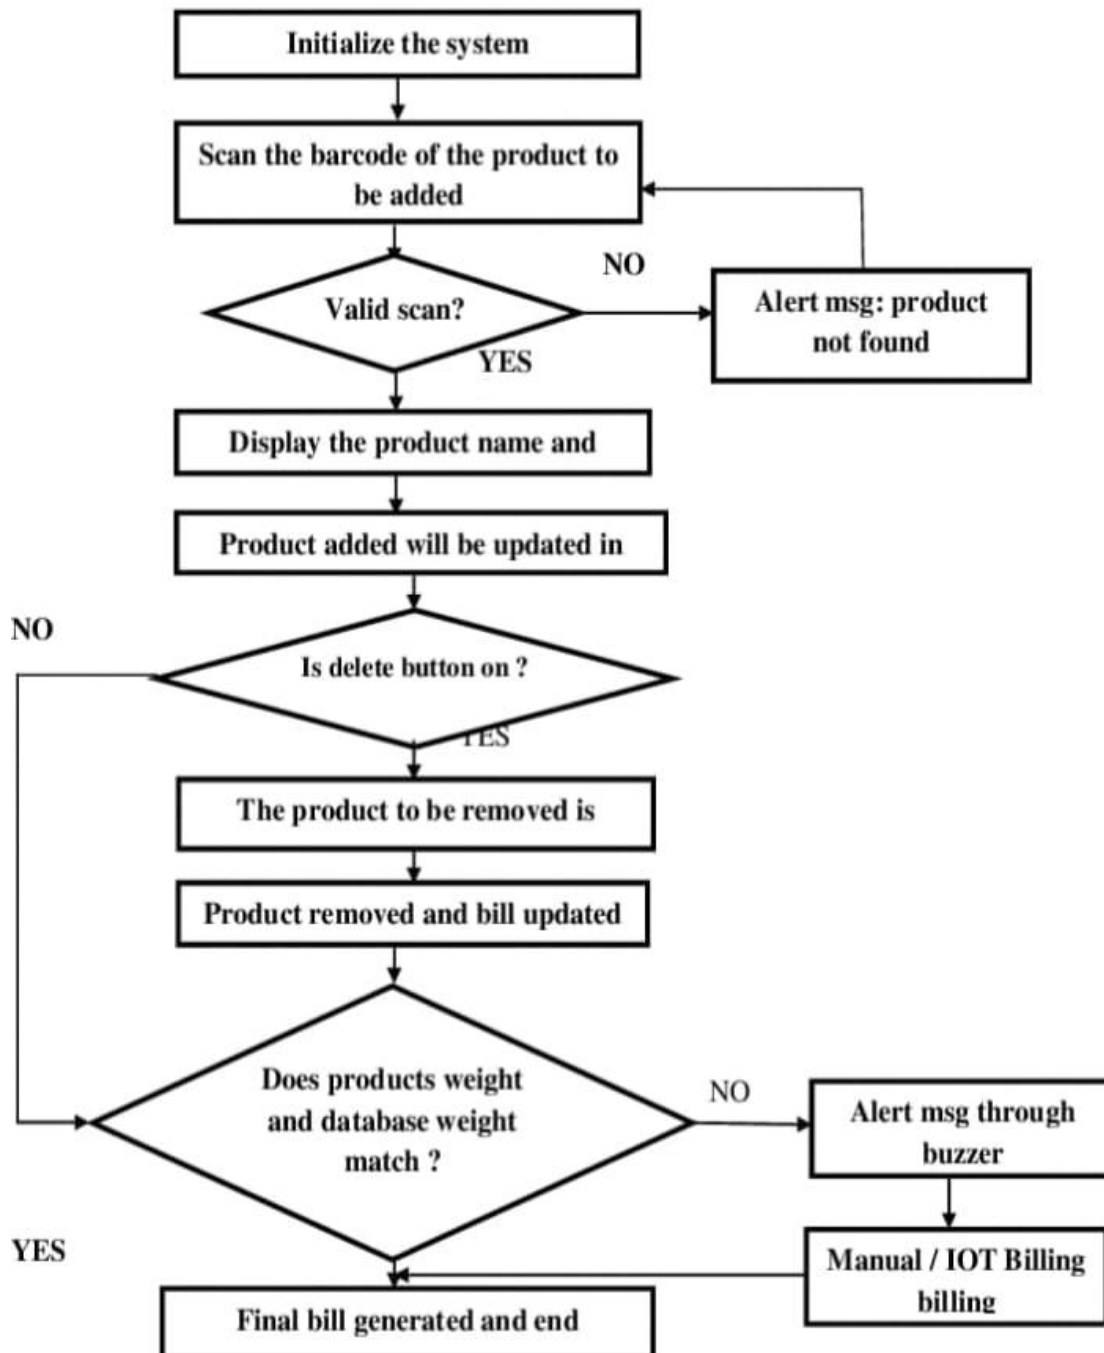 Initialize the system
Scan the barcode of the product to
be added
NO
Valid scan?
Alert msg: product
not found
YES
Display the product name and
Product added will be updated in
NO
Is delete button on ?
YES
The product to be removed is
Product removed and bill updated
Does products weight
and database weight
match ?
NO
Alert msg through
buzzer
YES
Manual / IOT Billing
billing
Final bill generated and end